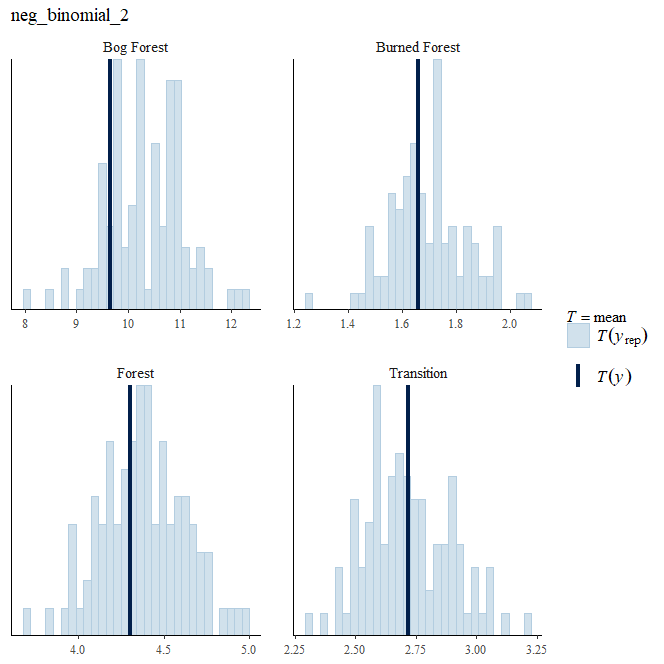 neg_binomial_2
Bog Forest
Burned Forest
8 9 10 11 12
1.2 1.4 1.6 1.8 2.0
T = mean
T(yrep)
T(y)
Forest
Transition
4.0 4.5 5.0
2.25 2.50 2.75 3.00 3.25